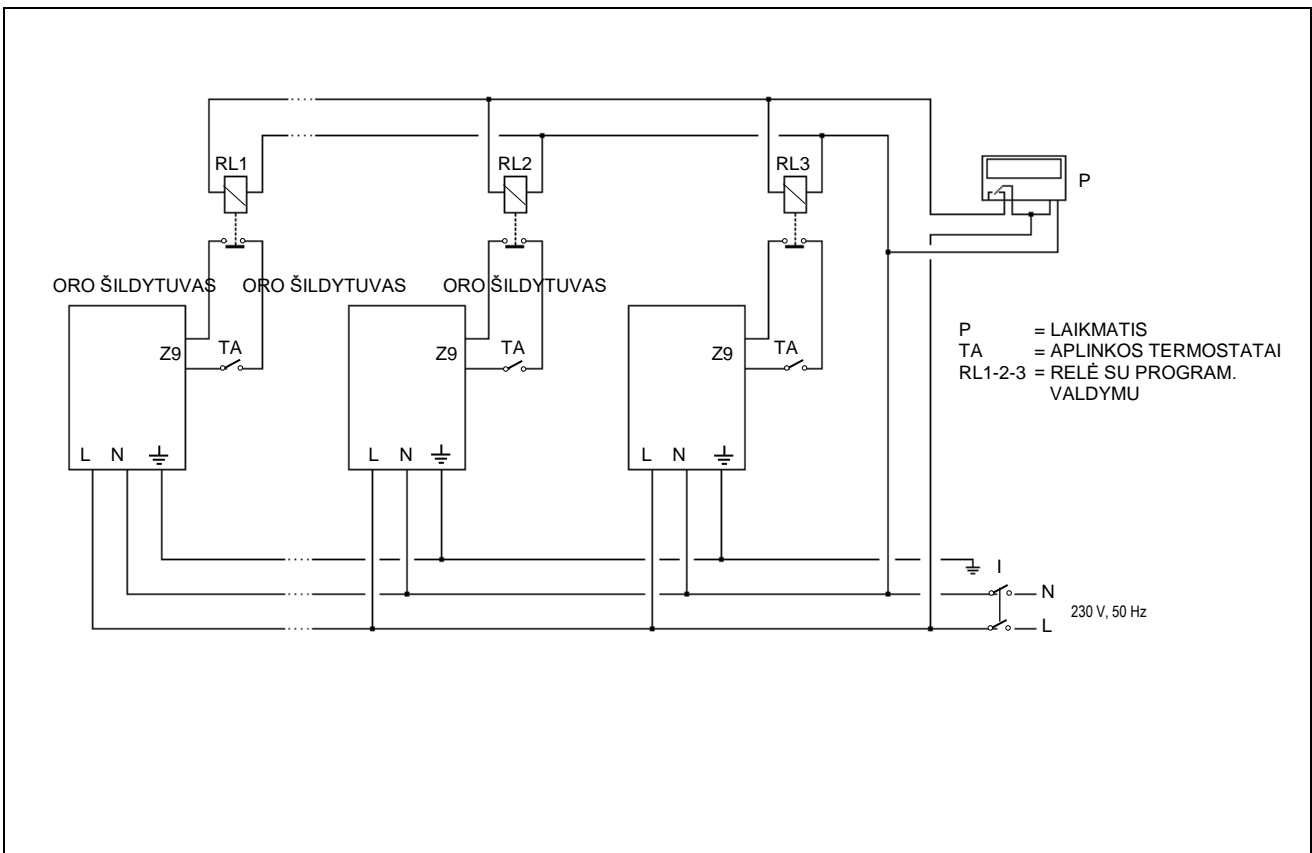 RL1 RL2 RL3
P
ORO ŠILDYTUVAS ORO ŠILDYTUVAS ORO ŠILDYTUVAS
Z9 TA Z9 TA Z9 TA
P = LAIKMATIS
TA = APLINKOS TERMOSTATAI
RL1-2-3 = RELĖ SU PROGRAM.
VALDYMU
L N L N L N
I
N
230 V, 50 Hz
L